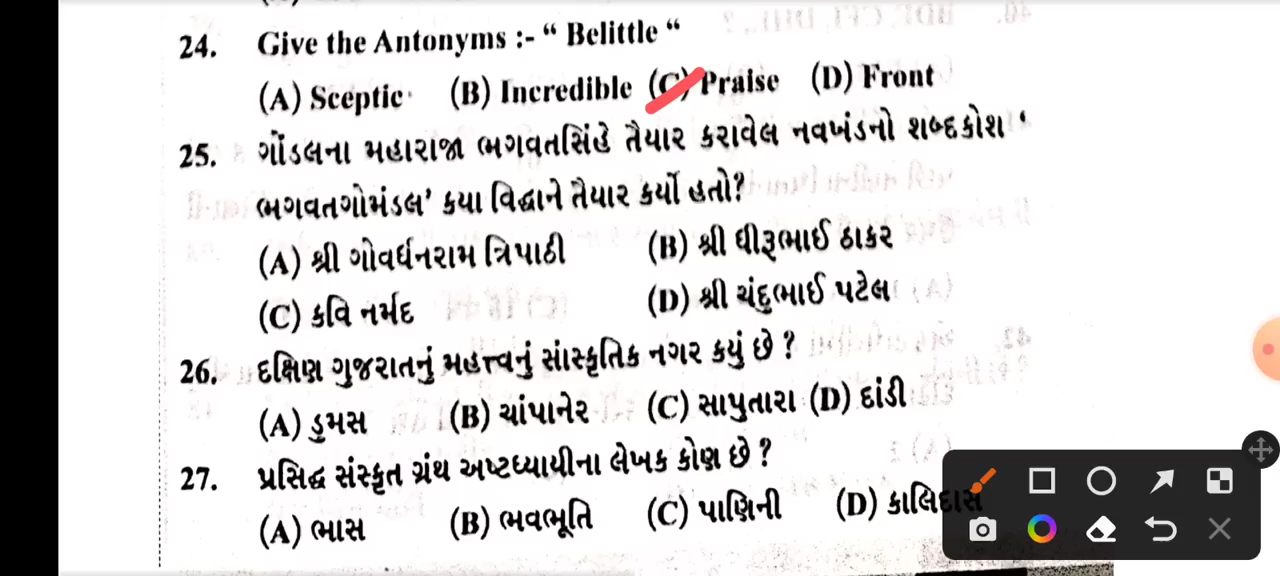 24. Give the Antonyms :- “ Belittle “
(A) Sceptic (B) Incredible (C) Praise (D) Front
25. ગોંડલના મહારાજા ભગવતસિંહે તૈયાર કરાવેલ નવખંડનો શબ્દકોશ ‘
ભગવતગોમંડલ’ કયા વિદ્વાને તૈયાર કર્યો હતો?
(A) શ્રી ગોવર્ધનરામ ત્રિપાઠી (B) શ્રી ધીરૂભાઈ ઠાકર
(C) કવિ નર્મદ (D) શ્રી ચંદુભાઈ પટેલ
26. દક્ષિણ ગુજરાતનું મહત્ત્વનું સાંસ્કૃતિક નગર કયું છે ?
(A) ડુમસ (B) ચાંપાનેર (C) સાપુતારા (D) દાંડી
27. પ્રસિદ્ધ સંસ્કૃત ગ્રંથ અષ્ટધ્યાયીના લેખક કોણ છે ?
(A) ભાસ (B) ભવભૂતિ (C) પાણિની (D) કાલિદાસ